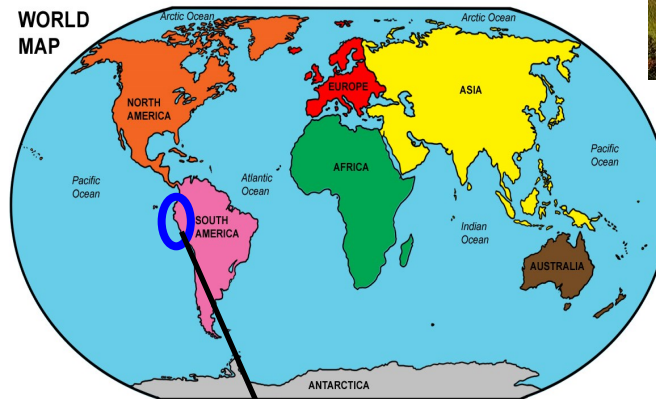 WORLD
MAP
Arctic Ocean
Arctic Ocean
NORTH
AMERICA
EUROPE
ASIA
Pacific
Ocean
Atlantic
Ocean
AFRICA
Pacific
Ocean
SOUTH
AMERICA
Indian
Ocean
AUSTRALIA
ANTARCTICA